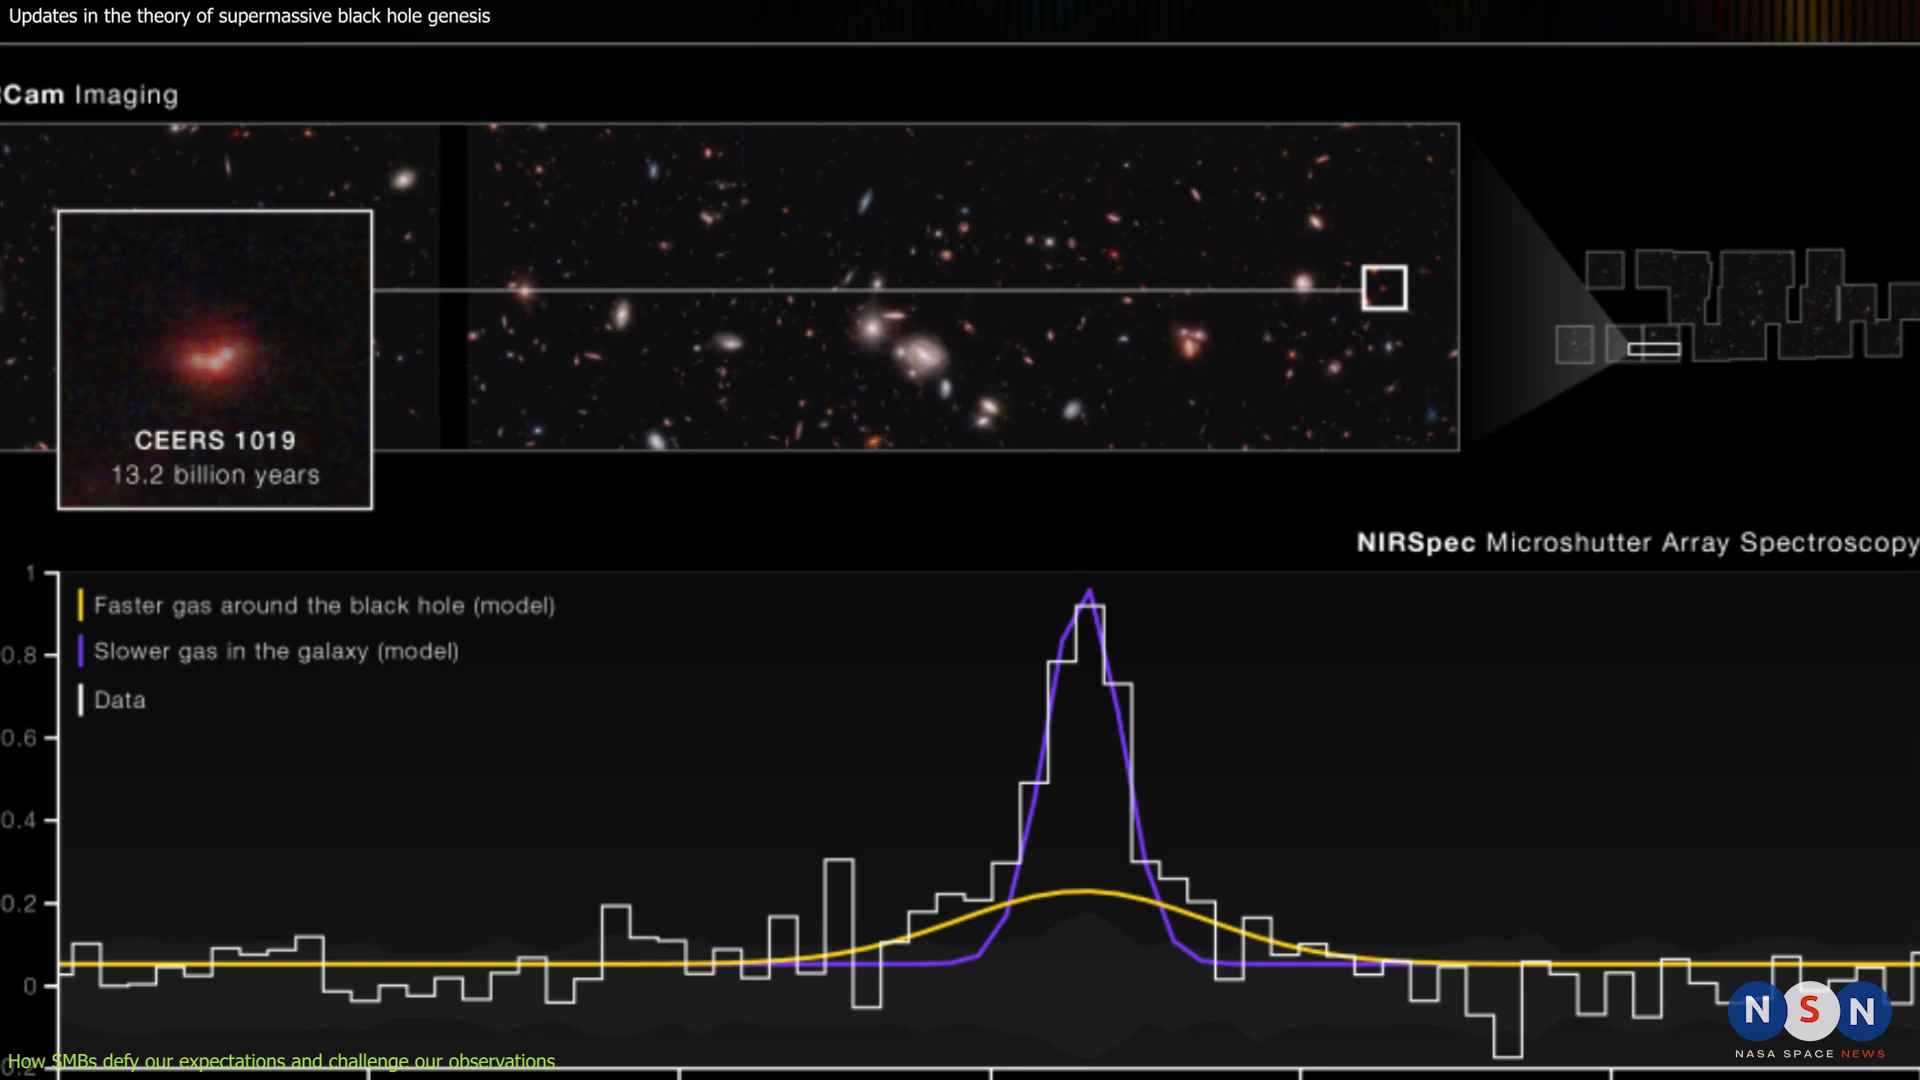 Updates in the theory of supermassive black hole genesis
Cam Imaging
CEERS 1019
13.2 billion years
NIRSpec Microshutter Array Spectroscopy
1
Faster gas around the black hole (model)
Slower gas in the galaxy (model)
0.8
Data
0.6
0.4
0.2
0
N S N
NASA SPACE NEWS
How SMBs defy our expectations and challenge our observations